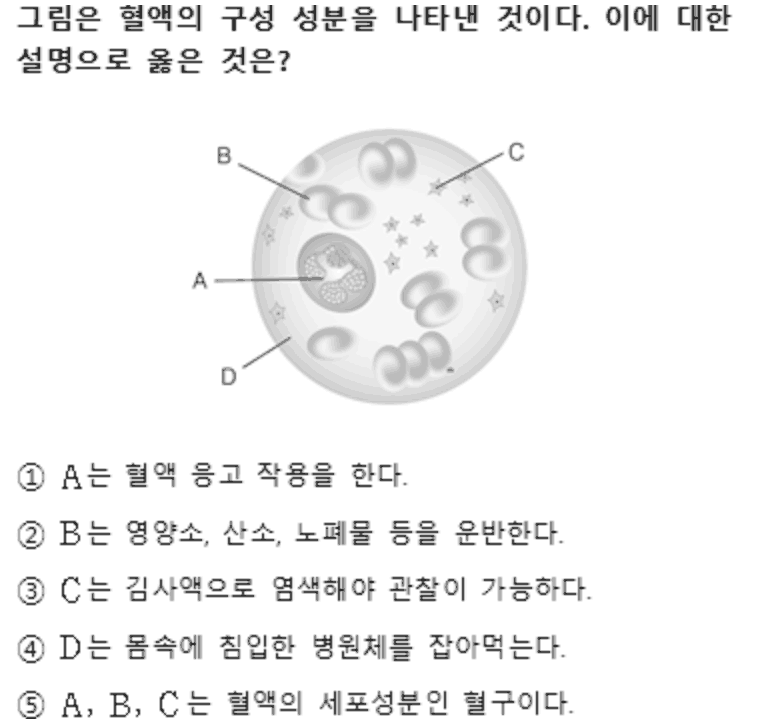 그림은 혈액의 구성 성분을 나타낸 것이다. 이에 대한
설명으로 옳은 것은?
B
C
A
D
① A는 혈액 응고 작용을 한다.
② B는 영양소, 산소, 노폐물 등을 운반한다.
③ C는 김사액으로 염색해야 관찰이 가능하다.
④ D는 몸속에 침입한 병원체를 잡아먹는다.
⑤ A, B, C는 혈액의 세포성분인 혈구이다.